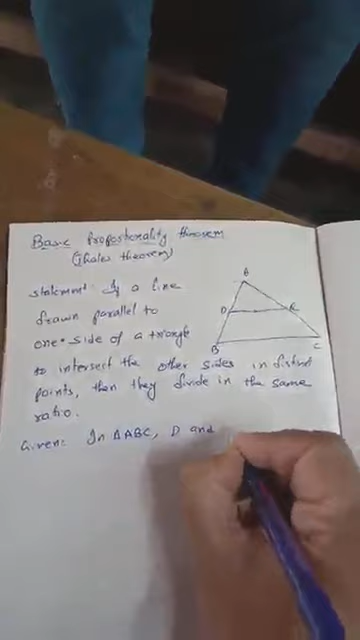 Basic Proportionality theorem
(Thales theorem)
statement: If a line
drawn parallel to
one side of a triangle
to intersect the other sides in distinct
points, then they divide in the same
ratio.
Given: In ΔABC, D and
D
B
C